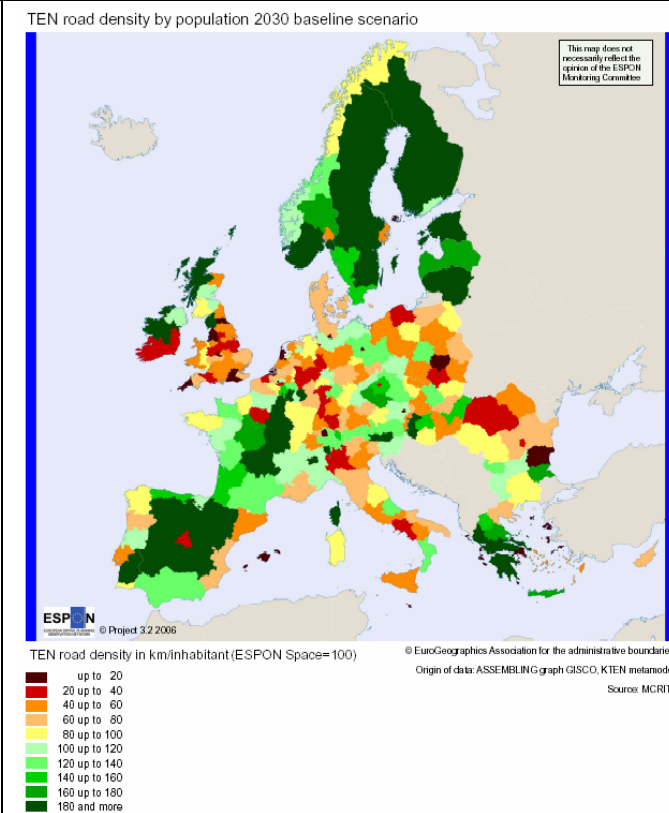 TEN road density by population 2030 baseline scenario
This map does not
necessarily reflect the
opinion of the ESPON
Monitoring Committee
ESPON
© Project 3.2 2006
TEN road density in km/inhabitant (ESPON Space=100)
© EuroGeographics Association for the administrative boundarie
Origin of data: ASSEMBLING graph GISCO, KTEN metamode
Source: MCRIT
up to 20
20 up to 40
40 up to 60
60 up to 80
80 up to 100
100 up to 120
120 up to 140
140 up to 160
160 up to 180
180 and more